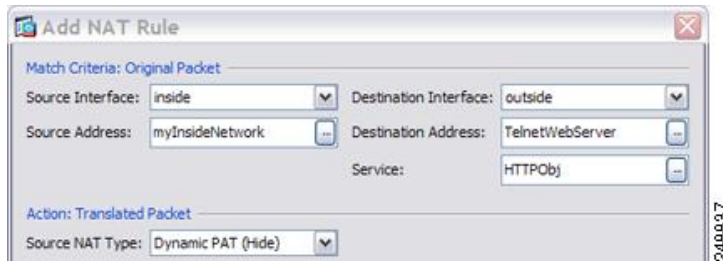 Add NAT Rule
Match Criteria: Original Packet
Source Interface: inside Destination Interface: outside
Source Address: myInsideNetwork ... Destination Address: TelnetWebServer ...
Service: HTTPObj ...
Action: Translated Packet
Source NAT Type: Dynamic PAT (Hide)
248837